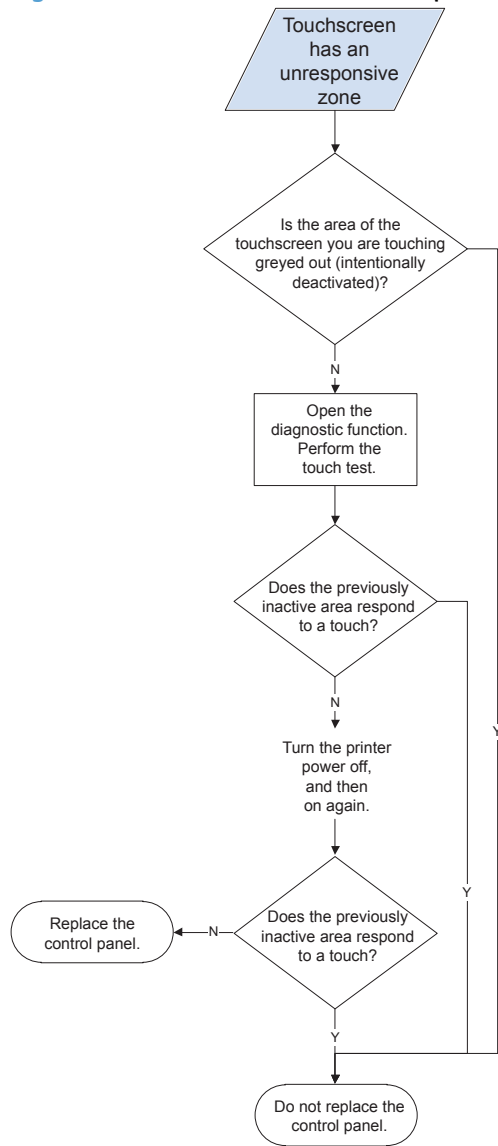 Touchscreen
has an
unresponsive
zone
Is the area of the
touchscreen you are touching
greyed out (intentionally
deactivated)?
N
Open the
diagnostic function.
Perform the
touch test.
Does the previously
inactive area respond
to a touch?
N
Y
Turn the printer
power off,
and then
on again.
Y
Does the previously
inactive area respond
to a touch?
N
Replace the
control panel.
Y
Do not replace the
control panel.